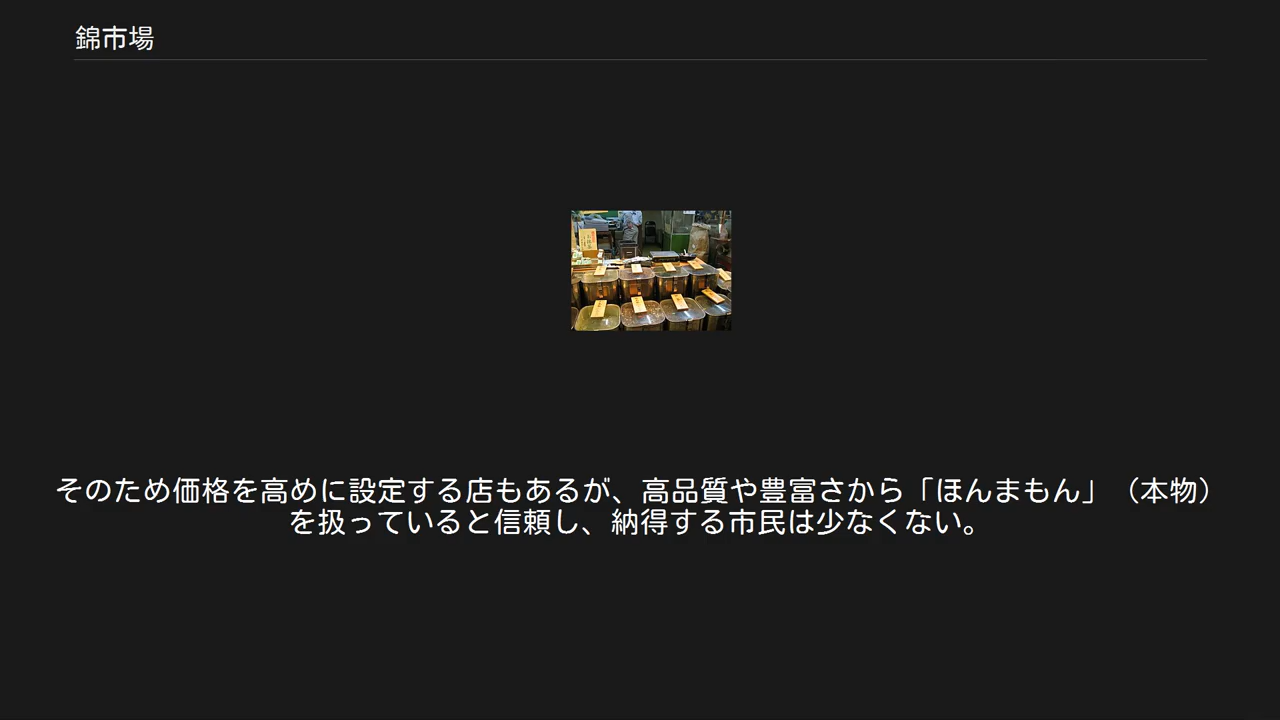 錦市場
そのため価格を高めに設定する店もあるが、高品質や豊富さから「ほんまもん」（本物）
を扱っていると信頼し、納得する市民は少なくない。